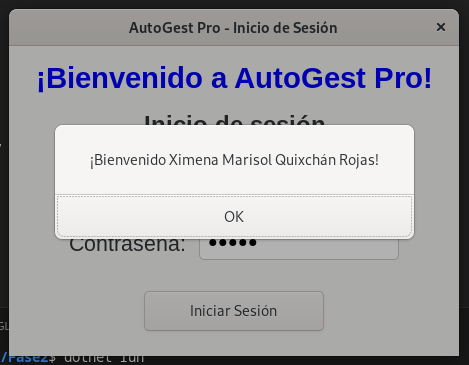 AutoGest Pro - Inicio de Sesión
×
¡Bienvenido a AutoGest Pro!
Inicio de sesión
¡Bienvenido Ximena Marisol Quixchán Rojas!
OK
Contraseña: •••••
Iniciar Sesión
/Fase2$ dotnet run